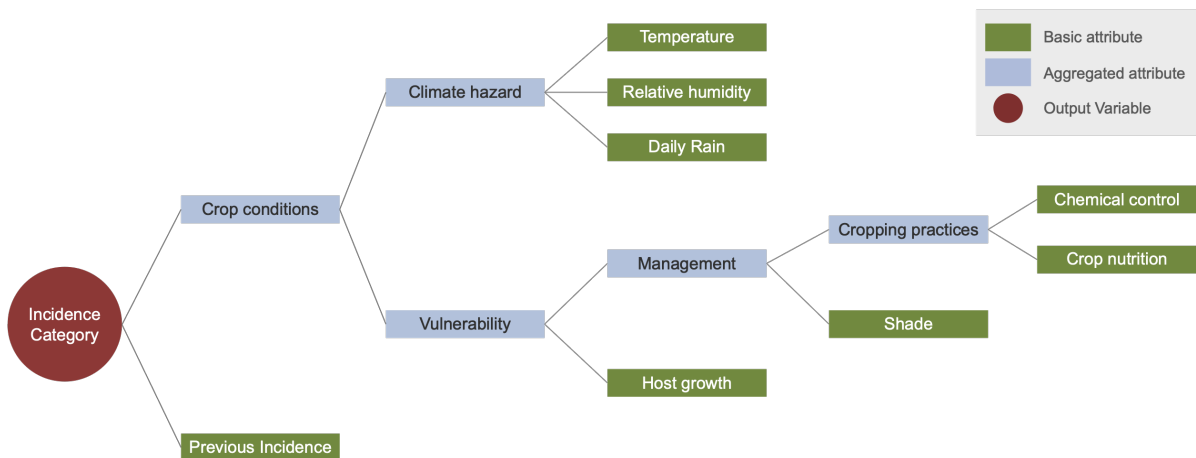 Temperature
Basic attribute
Climate hazard
Relative humidity
Aggregated attribute
Output Variable
Daily Rain
Crop conditions
Chemical control
Cropping practices
Management
Crop nutrition
Incidence
Category
Vulnerability
Shade
Host growth
Previous Incidence